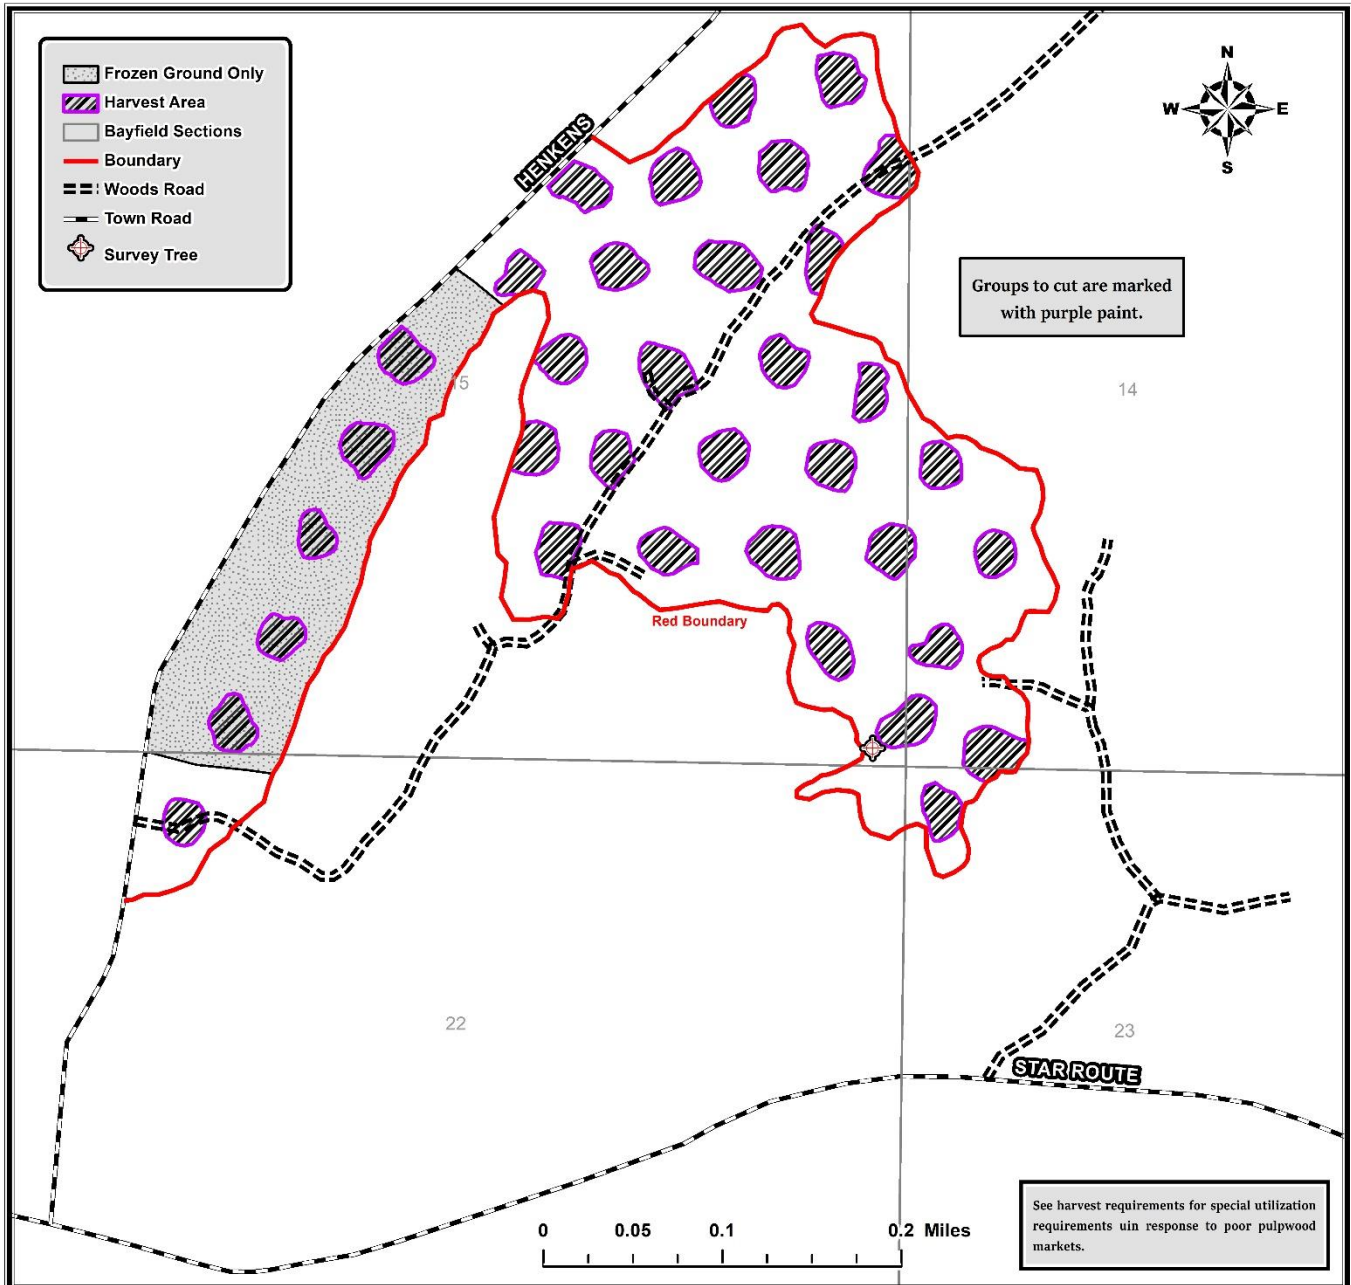 Frozen Ground Only
Harvest Area
Bayfield Sections
Boundary
Woods Road
Town Road
Survey Tree
HENKENS
N
W
E
S
Groups to cut are marked
with purple paint.
15
14
Red Boundary
22
23
STAR ROUTE
0
0.05
0.1
0.2 Miles
See harvest requirements for special utilization
requirements uin response to poor pulpwood
markets.